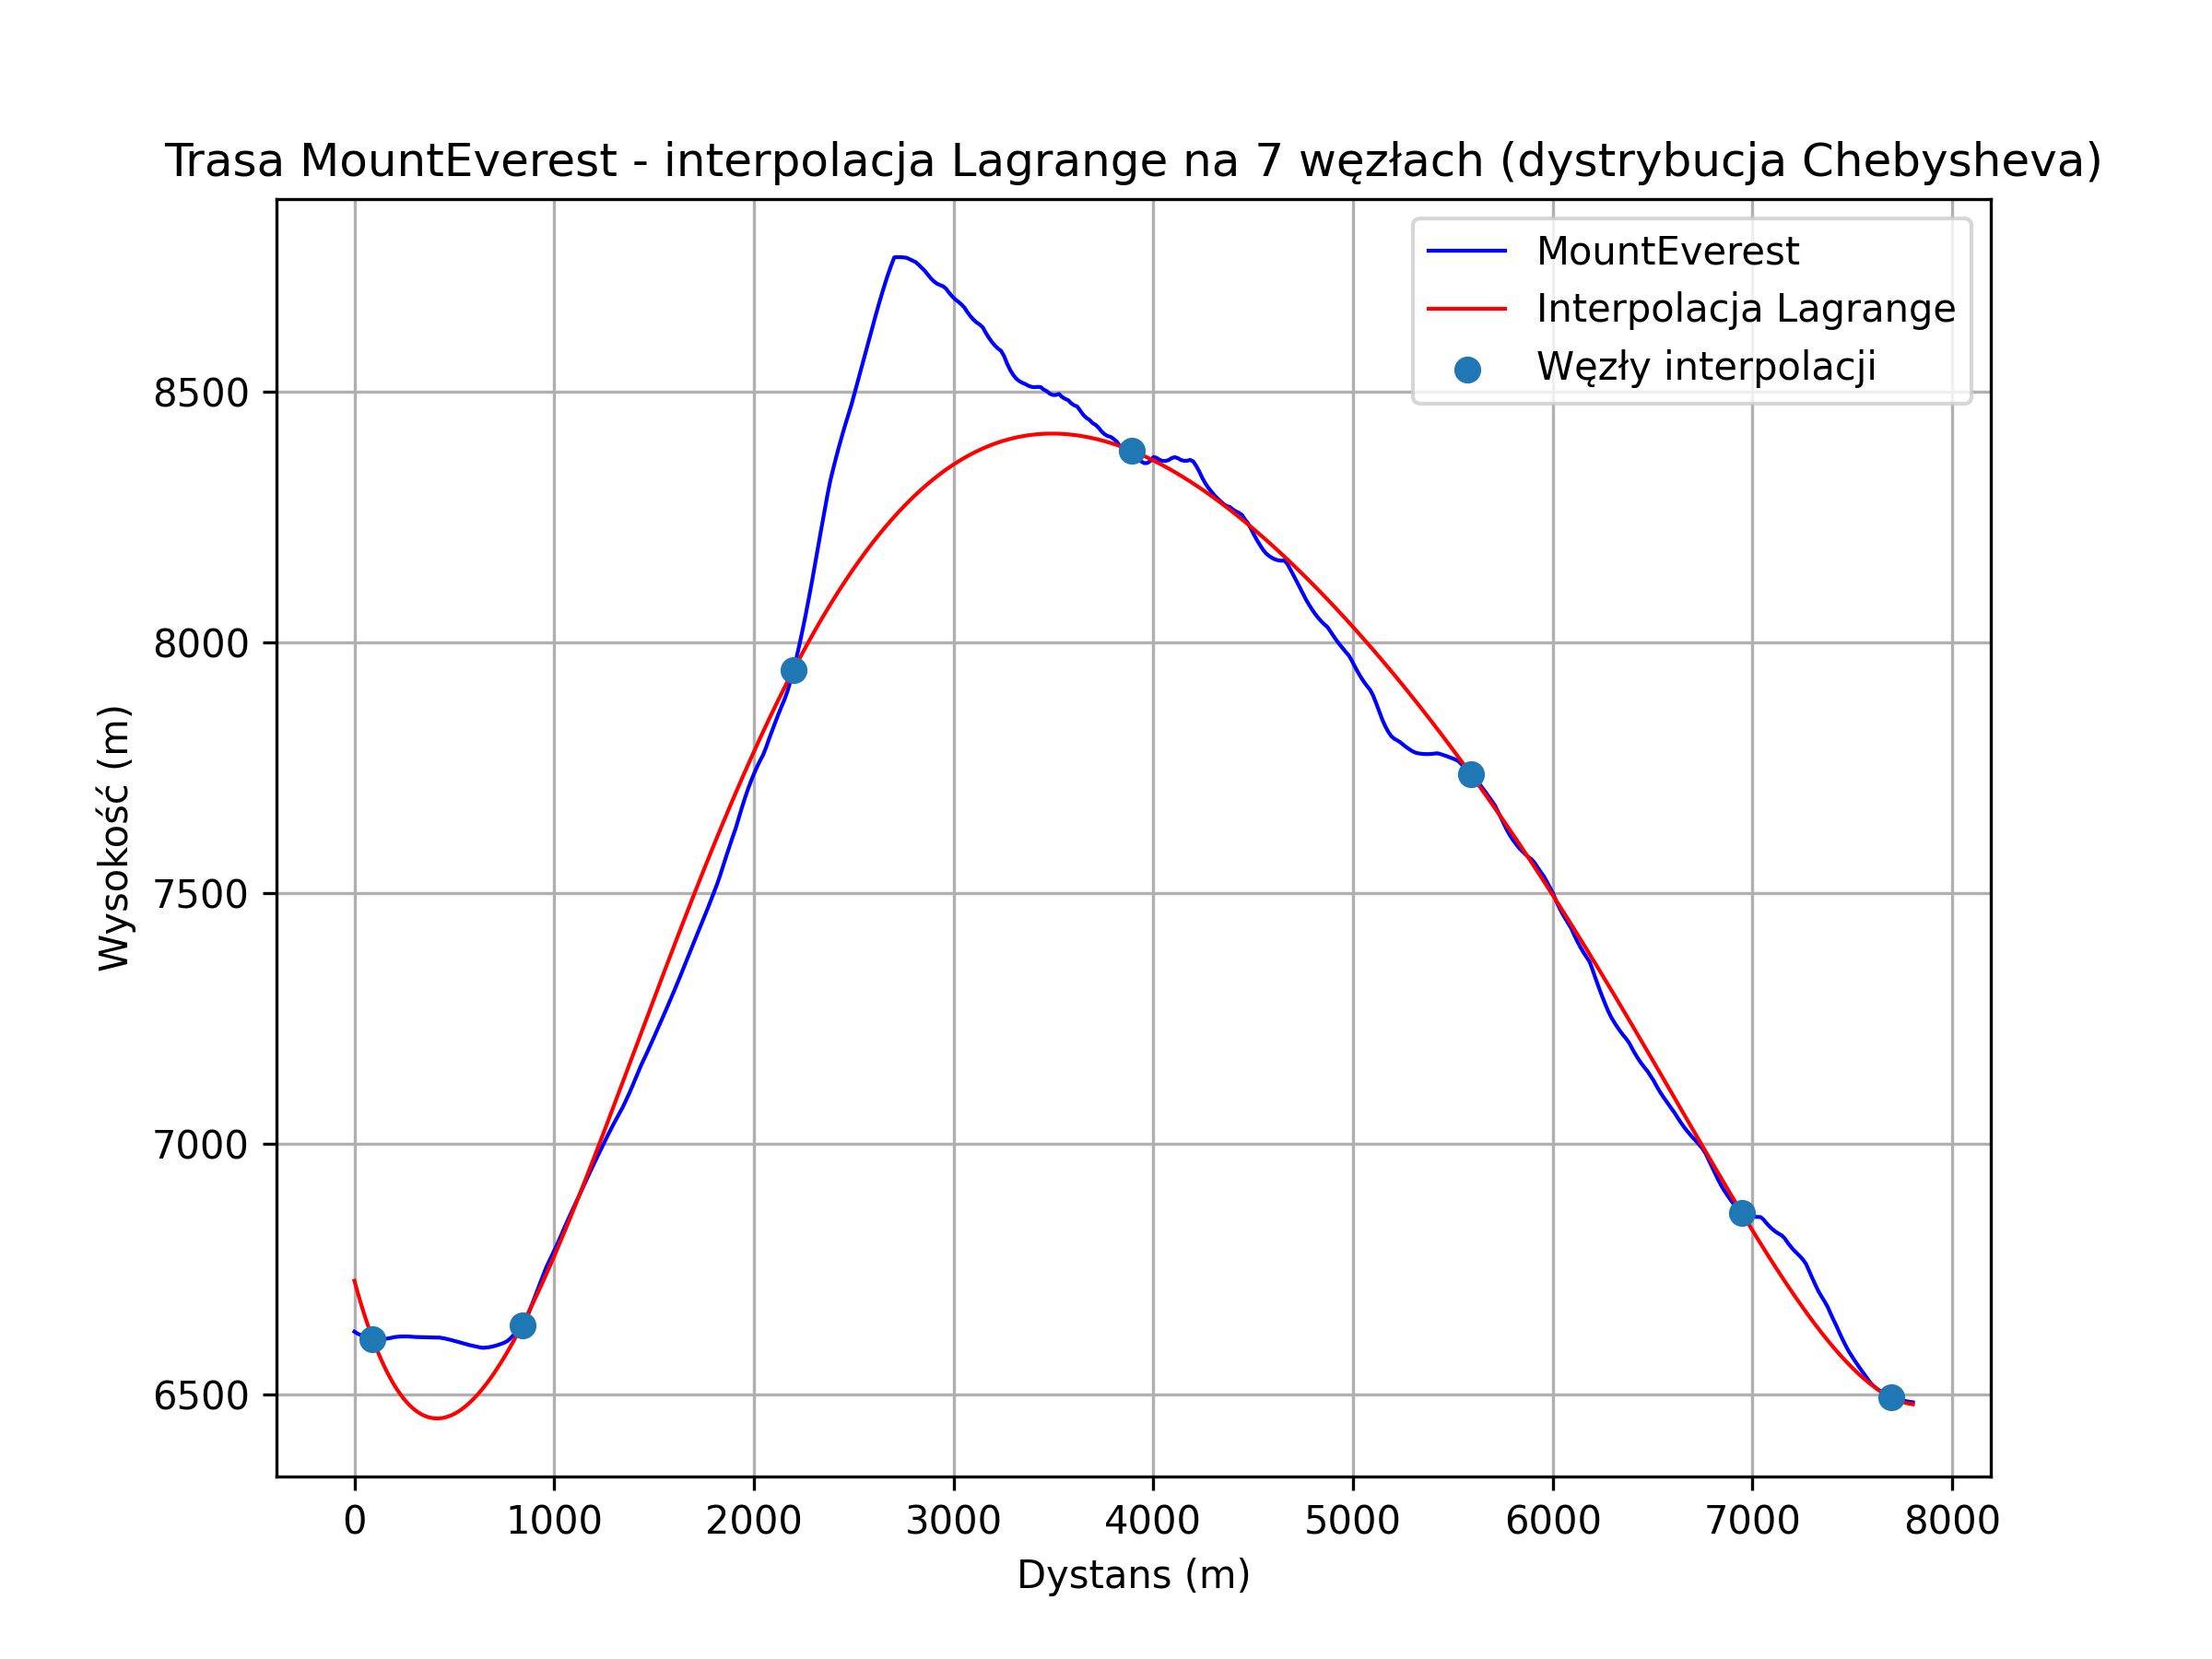 Trasa MountEverest - interpolacja Lagrange na 7 węzłach (dystrybucja Chebysheva)
MountEverest
Interpolacja Lagrange
Węzły interpolacji
Wysokość (m)
8500
8000
7500
7000
6500
0 1000 2000 3000 4000 5000 6000 7000 8000
Dystans (m)